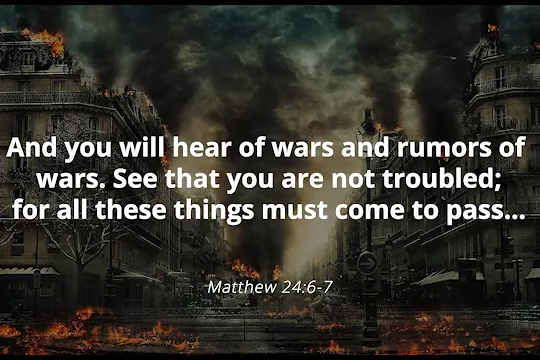 And you will hear of wars and rumors of
wars. See that you are not troubled;
for all these things must come to pass...
Matthew 24:6-7